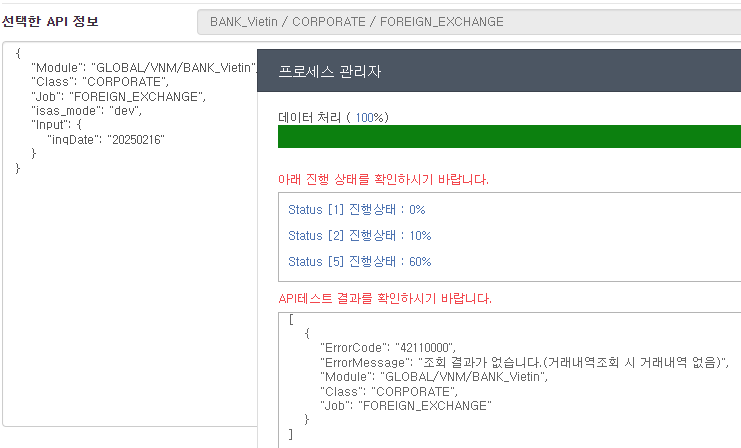 선택한 API 정보
BANK_Vietin / CORPORATE / FOREIGN_EXCHANGE
{
"Module": "GLOBAL/VNM/BANK_Vietin",
"Class": "CORPORATE",
"Job": "FOREIGN_EXCHANGE",
"isas_mode": "dev",
"Input": {
"inqDate": "20250216"
}
}
프로세스 관리자
데이터 처리 ( 100%)
아래 진행 상태를 확인하시기 바랍니다.
Status [1] 진행상태 : 0%
Status [2] 진행상태 : 10%
Status [5] 진행상태 : 60%
API테스트 결과를 확인하시기 바랍니다.
[
{
"ErrorCode": "42110000",
"ErrorMessage": "조회 결과가 없습니다.(거래내역조회 시 거래내역 없음)",
"Module": "GLOBAL/VNM/BANK_Vietin",
"Class": "CORPORATE",
"Job": "FOREIGN_EXCHANGE"
}
]